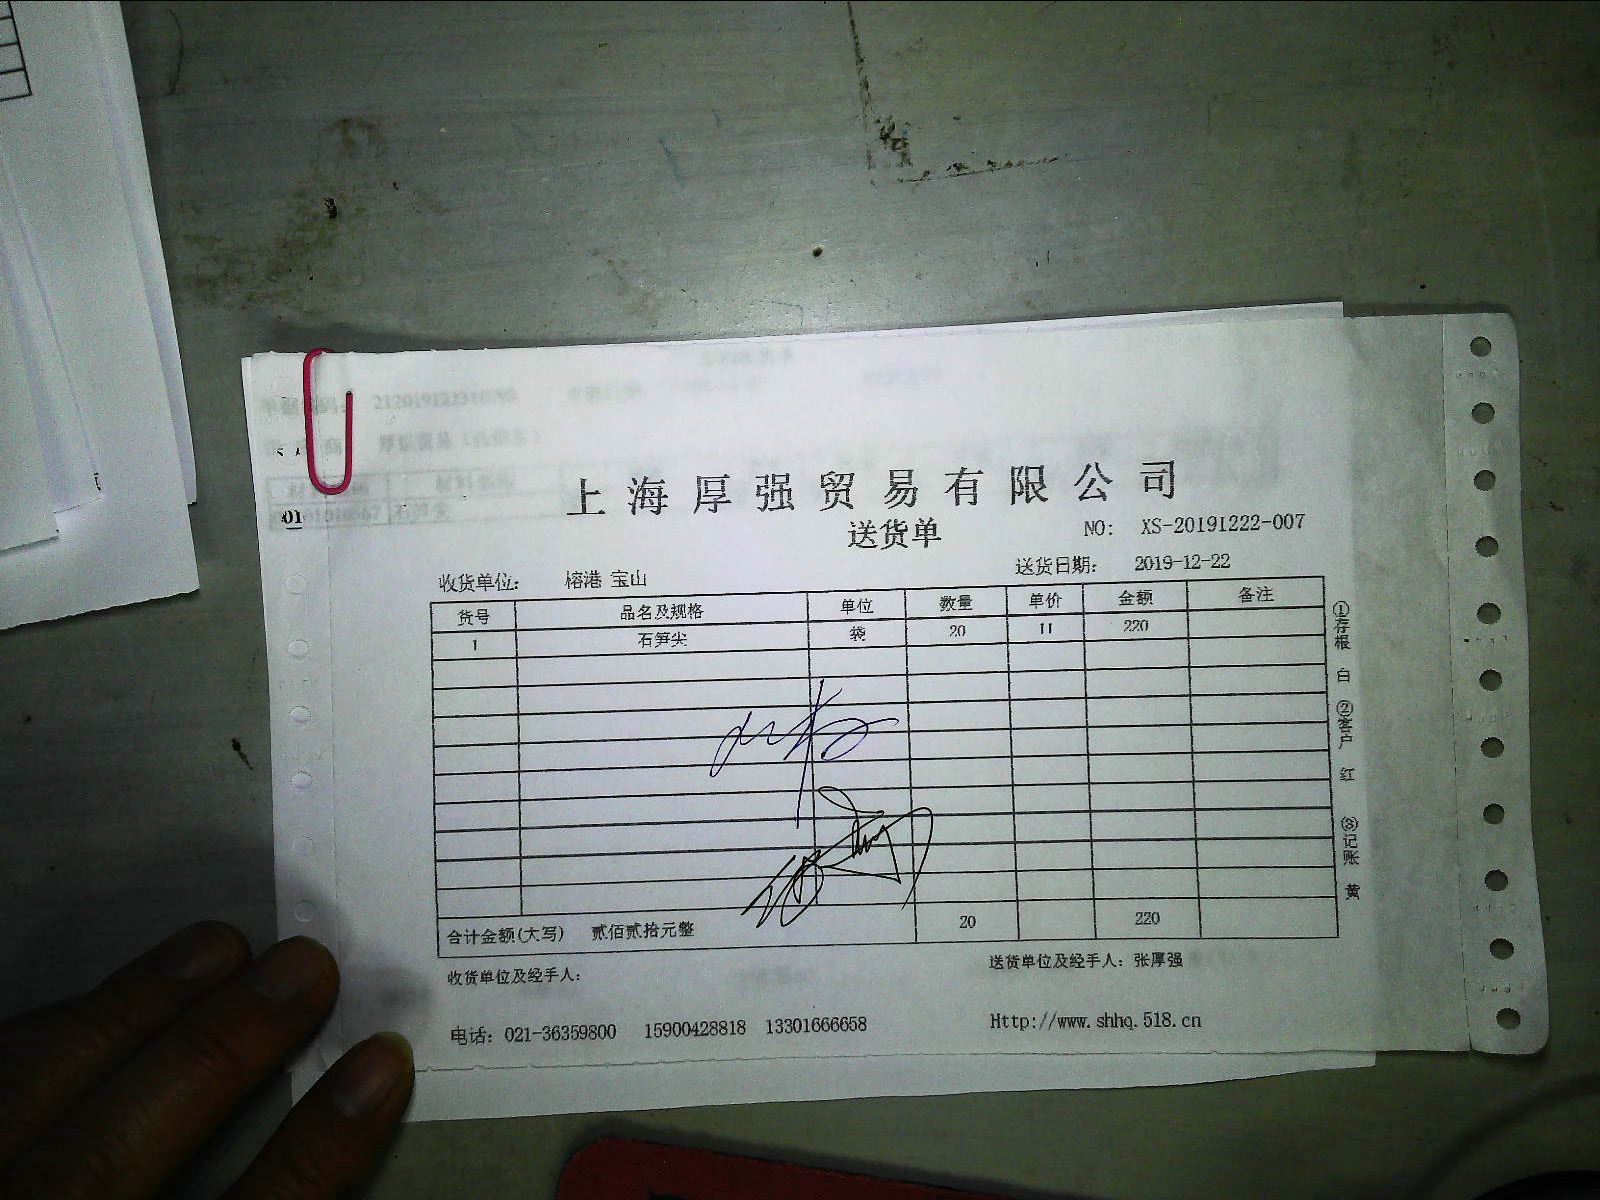 上海厚强贸易有限公司
送货单
NO: XS-20191222-007
收货单位: 榕港 宝山
送货日期: 2019-12-22
货号 品名及规格 单位 数量 单价 金额 备注
1 石笋尖 袋 20 11 220
合计金额(大写) 贰佰贰拾元整 20 220
收货单位及经手人:
送货单位及经手人: 张厚强
电话: 021-36359800 15900428818 13301666658
Http://www.shhq.518.cn
①存根 白 ②客户 红 ③记账 黄
01